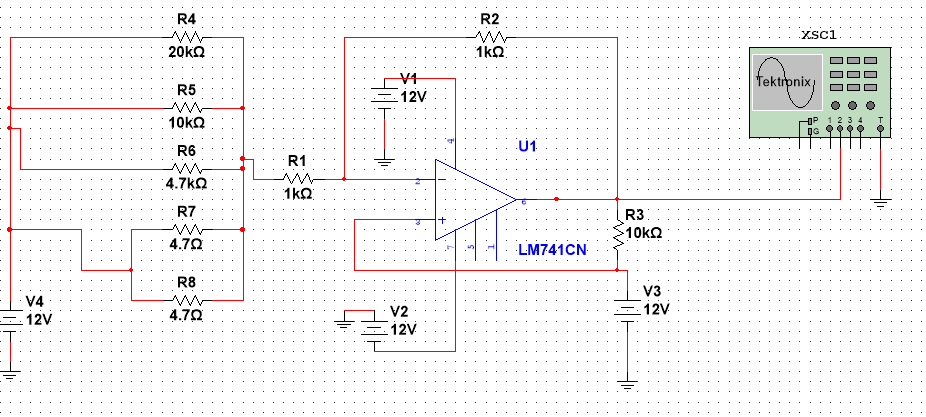 R4
20kΩ
R2
1kΩ
XSC1
Tektronix
P
G
1 2 3 4 T
V1
12V
R5
10kΩ
4
U1
R6
4.7kΩ
R1
1kΩ
2
3
6
7
5
1
LM741CN
R7
4.7Ω
R3
10kΩ
R8
4.7Ω
V4
12V
V2
12V
V3
12V